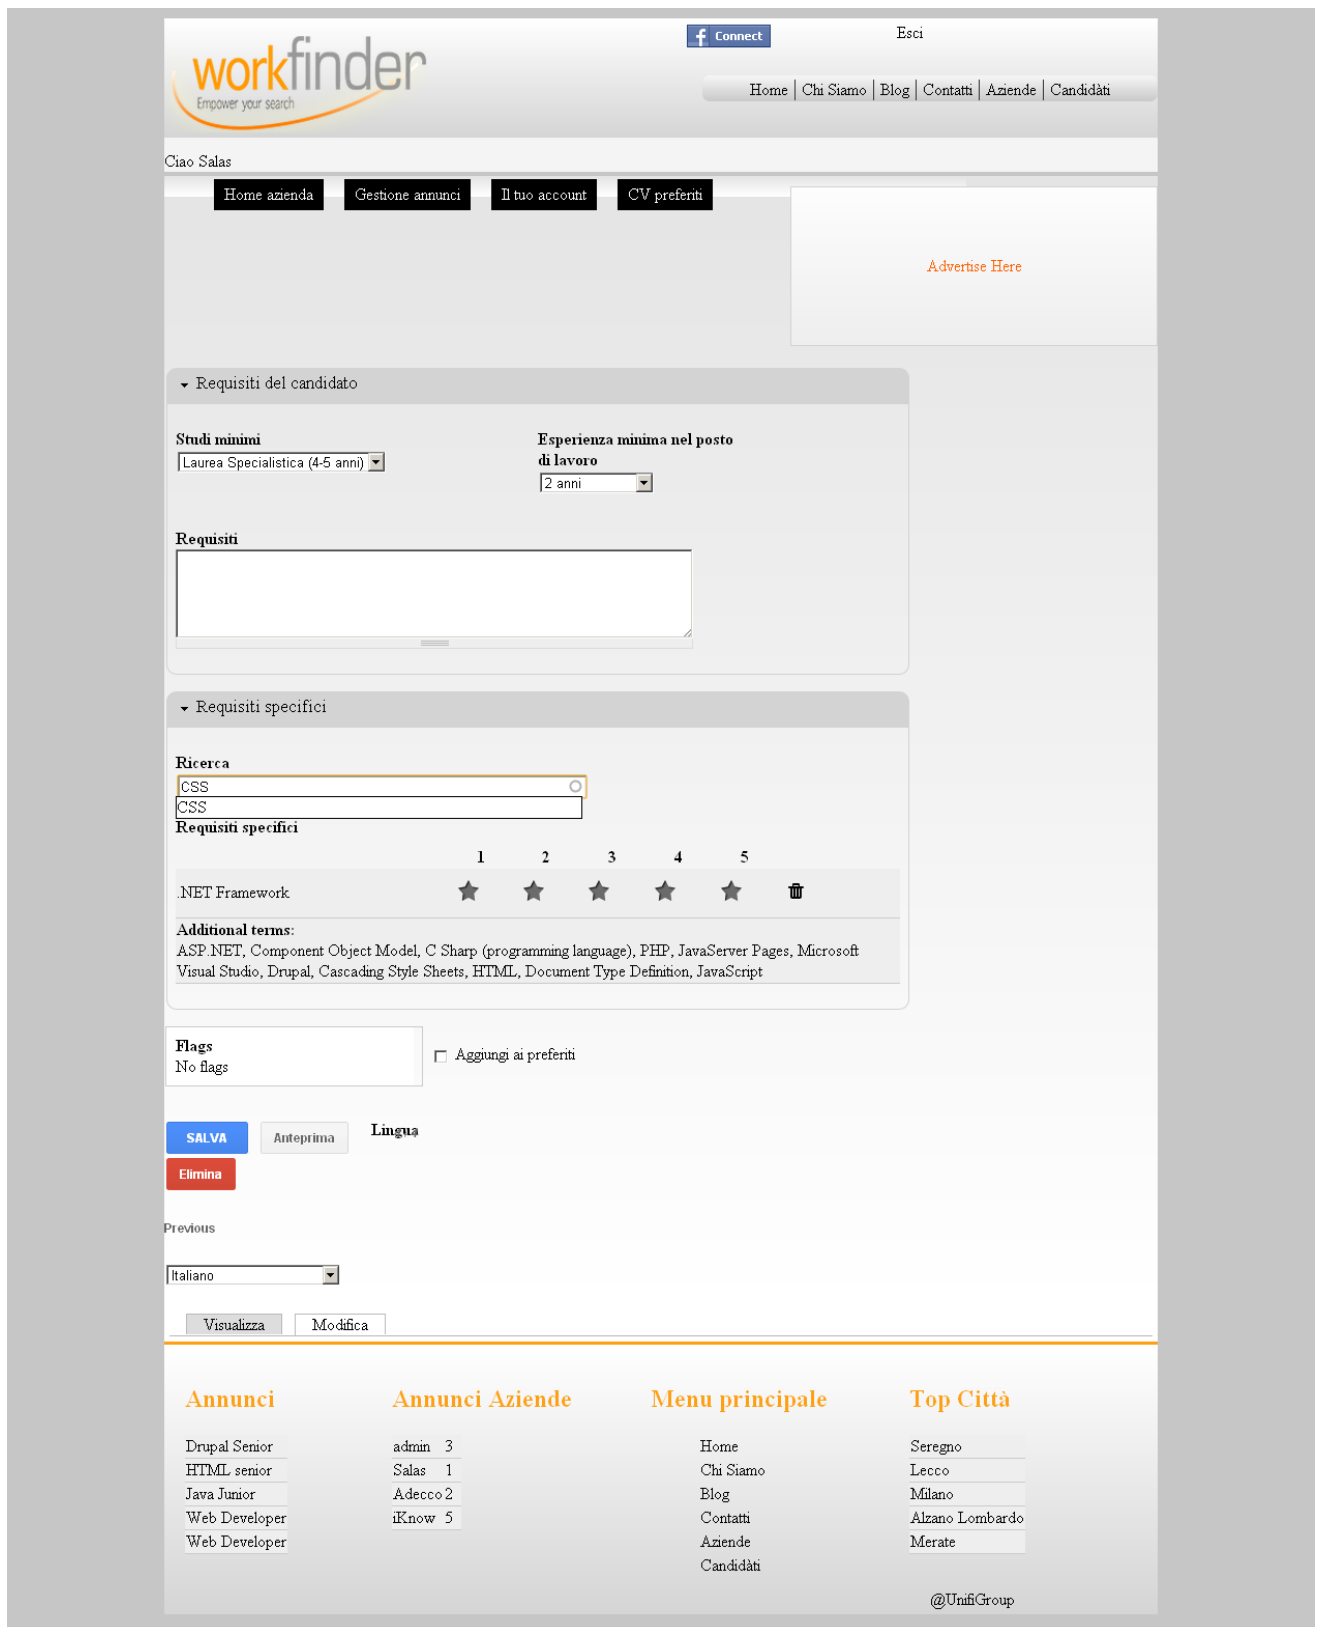 workfinder
Empower your search
Connect
Esci
Home | Chi Siamo | Blog | Contatti | Aziende | Candidàti
Ciao Salas
Home azienda
Gestione annunci
Il tuo account
CV preferiti
Advertise Here
Requisiti del candidato
Studi minimi
Laurea Specialistica (4-5 anni)
Esperienza minima nel posto
di lavoro
2 anni
Requisiti
Requisiti specifici
Ricerca
CSS
CSS
Requisiti specifici
1 2 3 4 5
.NET Framework
Additional terms:
ASP.NET, Component Object Model, C Sharp (programming language), PHP, JavaServer Pages, Microsoft
Visual Studio, Drupal, Cascading Style Sheets, HTML, Document Type Definition, JavaScript
Flags
No flags
Aggiungi ai preferiti
SALVA
Anteprima
Lingua
Elimina
Previous
Italiano
Visualizza
Modifica
Annunci
Drupal Senior
HTML senior
Java Junior
Web Developer
Web Developer
Annunci Aziende
admin 3
Salas 1
Adecco 2
iKnow 5
Menu principale
Home
Chi Siamo
Blog
Contatti
Aziende
Candidàti
Top Città
Seregno
Lecco
Milano
Alzano Lombardo
Merate
@UnifiGroup